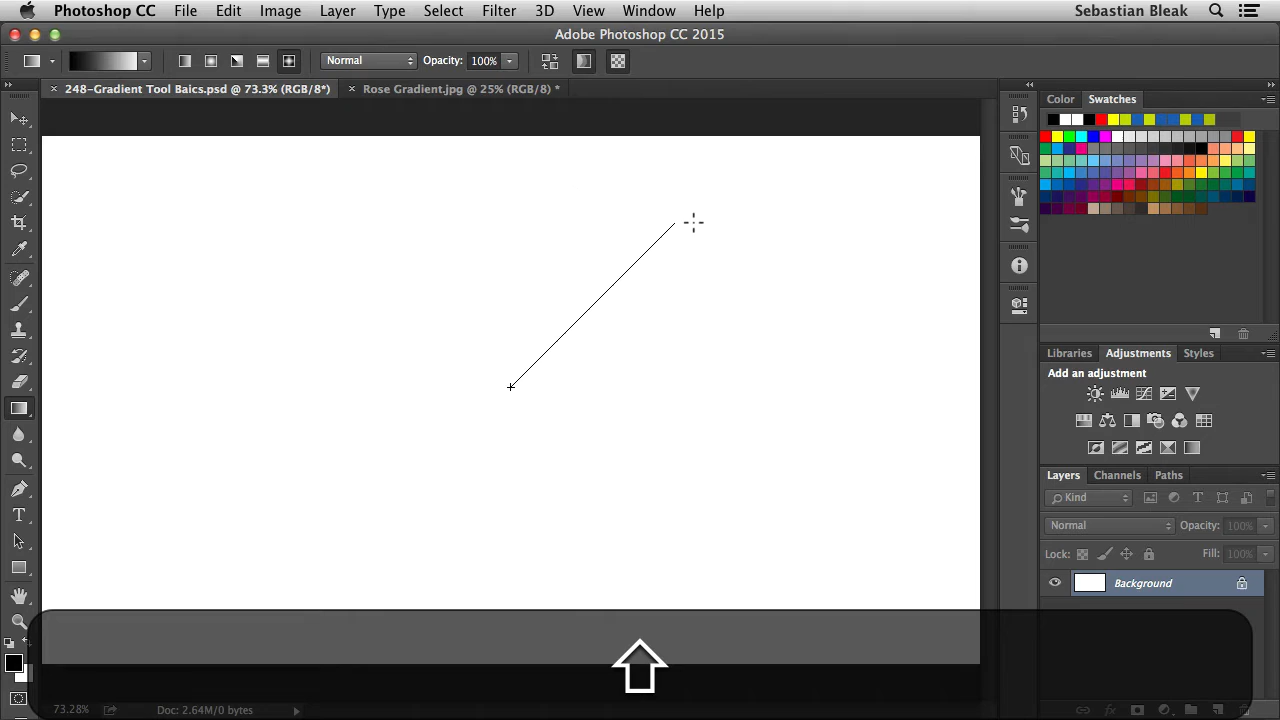 Photoshop CC File Edit Image Layer Type Select Filter 3D View Window Help Sebastian Bleak
Adobe Photoshop CC 2015
Normal Opacity: 100%
248-Gradient Tool Baics.psd @ 73.3% (RGB/8*) Rose Gradient.jpg @ 25% (RGB/8) *
Color Swatches
Libraries Adjustments Styles
Add an adjustment
Layers Channels Paths
Kind
Normal Opacity: 100%
Lock: Fill: 100%
Background
73.28% Doc: 2.64M/0 bytes